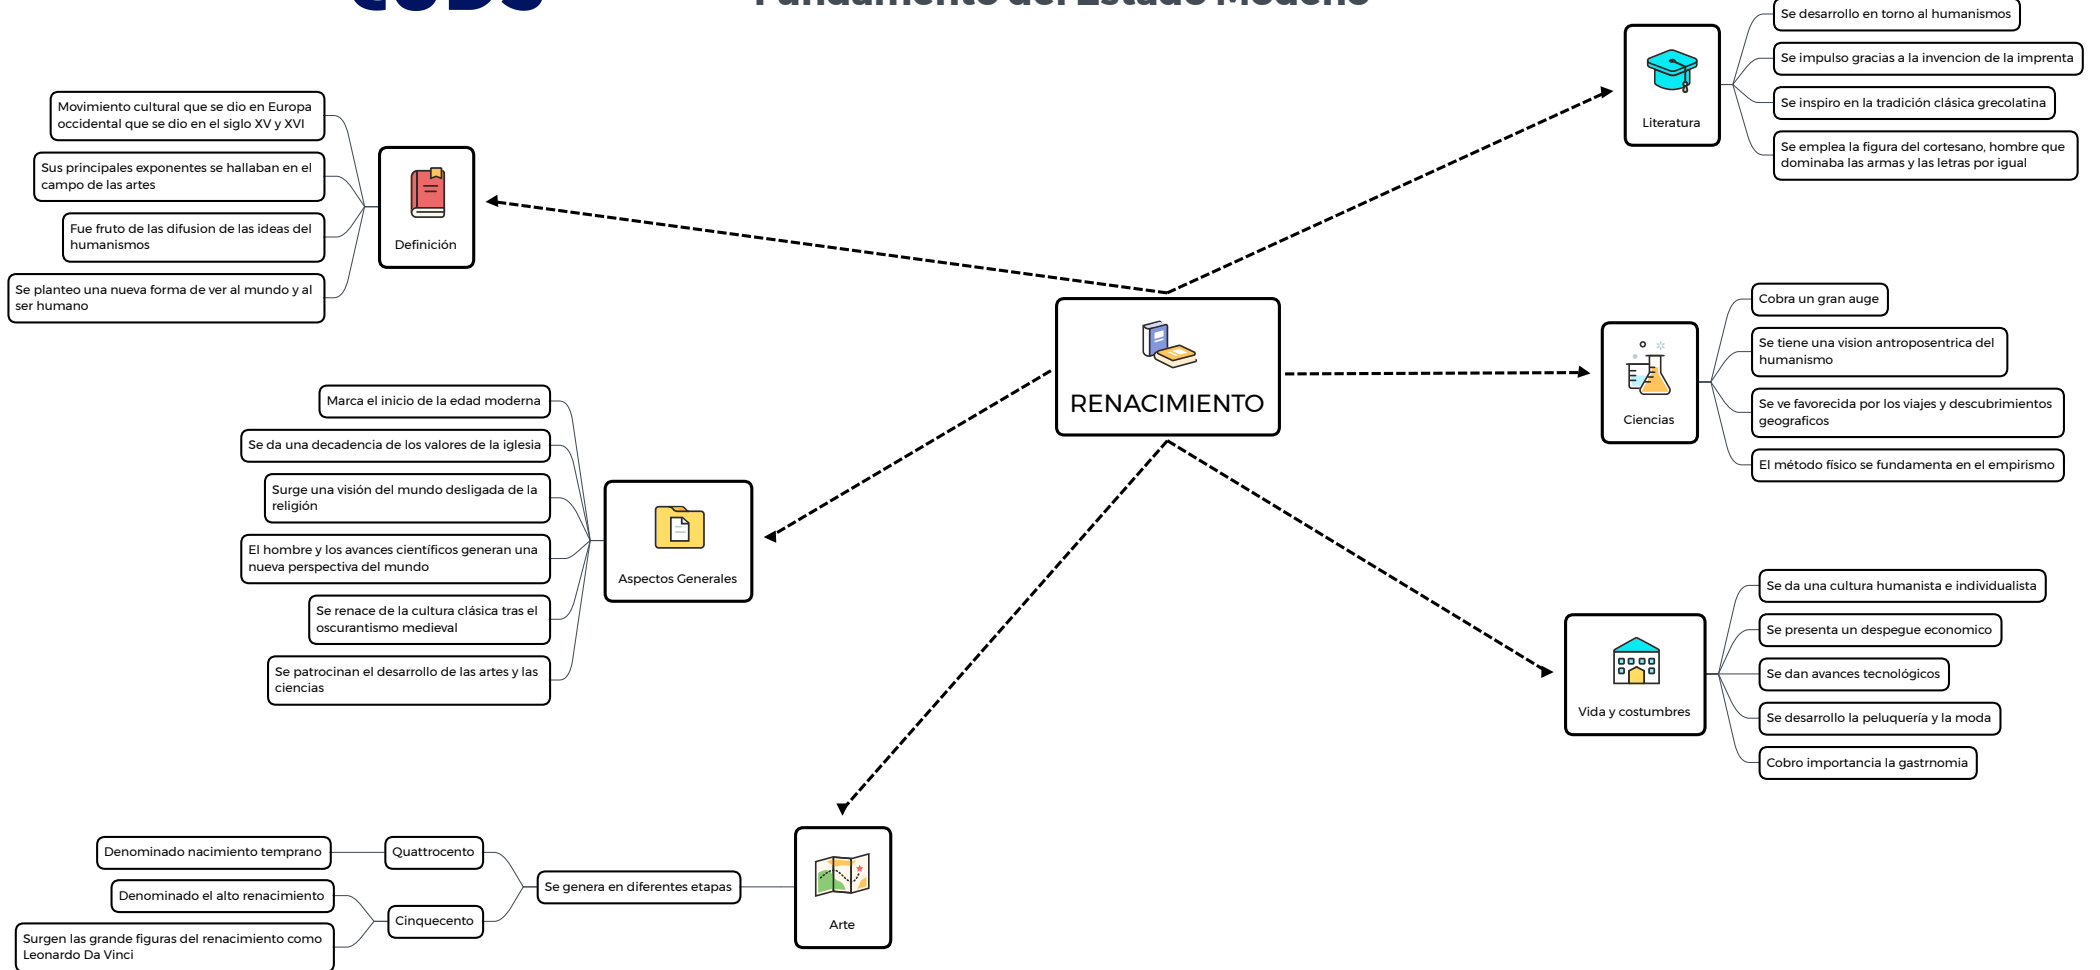 Fundamento del Estado Moderno
RENACIMIENTO
Definición
Movimiento cultural que se dio en Europa
occidental que se dio en el siglo XV y XVI
Sus principales exponentes se hallaban en el
campo de las artes
Fue fruto de las difusion de las ideas del
humanismos
Se planteo una nueva forma de ver al mundo y al
ser humano
Aspectos Generales
Marca el inicio de la edad moderna
Se da una decadencia de los valores de la iglesia
Surge una visión del mundo desligada de la
religión
El hombre y los avances científicos generan una
nueva perspectiva del mundo
Se renace de la cultura clásica tras el
oscurantismo medieval
Se patrocinan el desarrollo de las artes y las
ciencias
Arte
Se genera en diferentes etapas
Quattrocento
Denominado nacimiento temprano
Cinquecento
Denominado el alto renacimiento
Surgen las grande figuras del renacimiento como
Leonardo Da Vinci
Literatura
Se desarrollo en torno al humanismos
Se impulso gracias a la invencion de la imprenta
Se inspiro en la tradición clásica grecolatina
Se emplea la figura del cortesano, hombre que
dominaba las armas y las letras por igual
Ciencias
Cobra un gran auge
Se tiene una vision antroposentrica del
humanismo
Se ve favorecida por los viajes y descubrimientos
geograficos
El método físico se fundamenta en el empirismo
Vida y costumbres
Se da una cultura humanista e individualista
Se presenta un despegue economico
Se dan avances tecnológicos
Se desarrollo la peluquería y la moda
Cobro importancia la gastrnomia